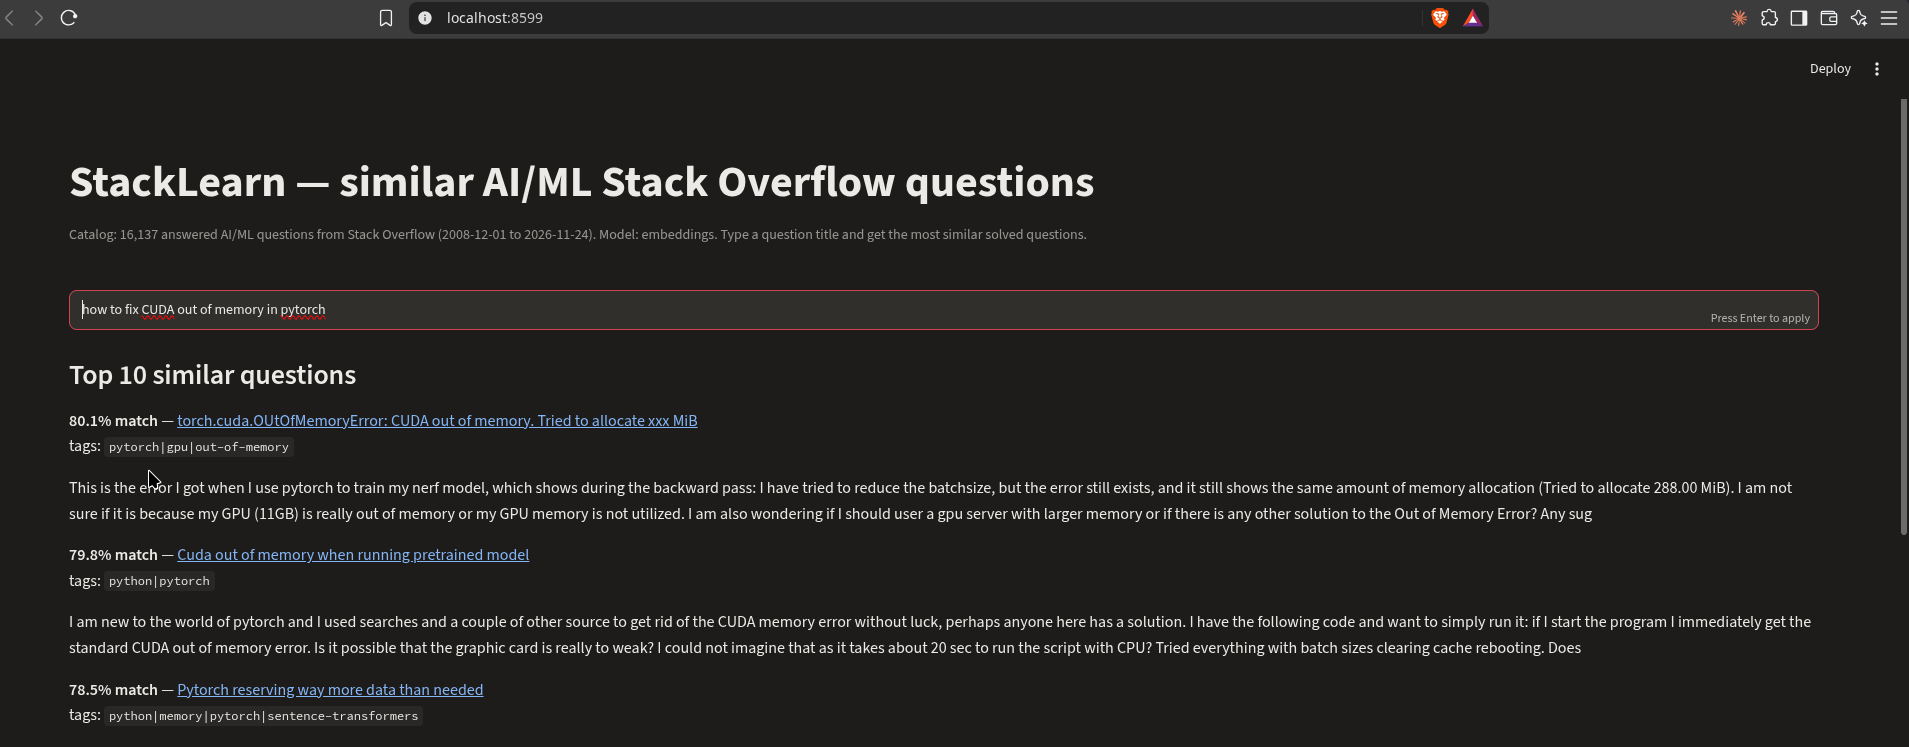 localhost:8599
Deploy
StackLearn — similar AI/ML Stack Overflow questions
Catalog: 16,137 answered AI/ML questions from Stack Overflow (2008-12-01 to 2026-11-24). Model: embeddings. Type a question title and get the most similar solved questions.
how to fix CUDA out of memory in pytorch
Press Enter to apply
Top 10 similar questions
80.1% match — torch.cuda.OUtOfMemoryError: CUDA out of memory. Tried to allocate xxx MiB
tags: pytorch|gpu|out-of-memory
This is the error I got when I use pytorch to train my nerf model, which shows during the backward pass: I have tried to reduce the batchsize, but the error still exists, and it still shows the same amount of memory allocation (Tried to allocate 288.00 MiB). I am not
sure if it is because my GPU (11GB) is really out of memory or my GPU memory is not utilized. I am also wondering if I should user a gpu server with larger memory or if there is any other solution to the Out of Memory Error? Any sug
79.8% match — Cuda out of memory when running pretrained model
tags: python|pytorch
I am new to the world of pytorch and I used searches and a couple of other source to get rid of the CUDA memory error without luck, perhaps anyone here has a solution. I have the following code and want to simply run it: if I start the program I immediately get the
standard CUDA out of memory error. Is it possible that the graphic card is really to weak? I could not imagine that as it takes about 20 sec to run the script with CPU? Tried everything with batch sizes clearing cache rebooting. Does
78.5% match — Pytorch reserving way more data than needed
tags: python|memory|pytorch|sentence-transformers